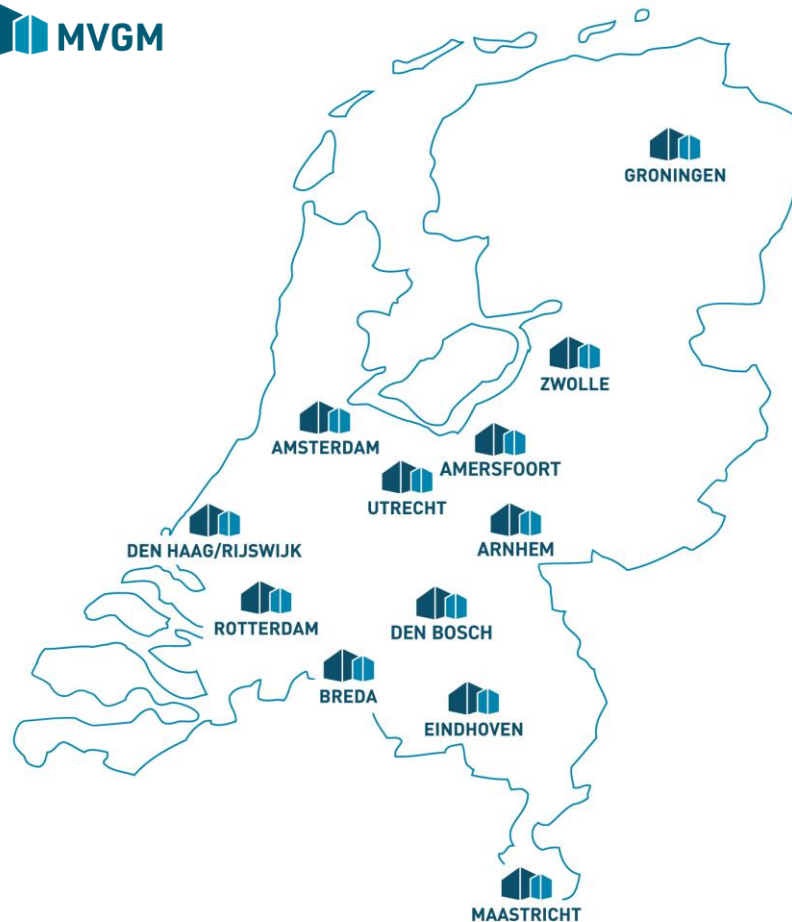 MVGM
GRONINGEN
ZWOLLE
AMSTERDAM
AMERSFOORT
UTRECHT
DEN HAAG/RIJSWIJK
ARNHEM
ROTTERDAM
DEN BOSCH
BREDA
EINDHOVEN
MAASTRICHT